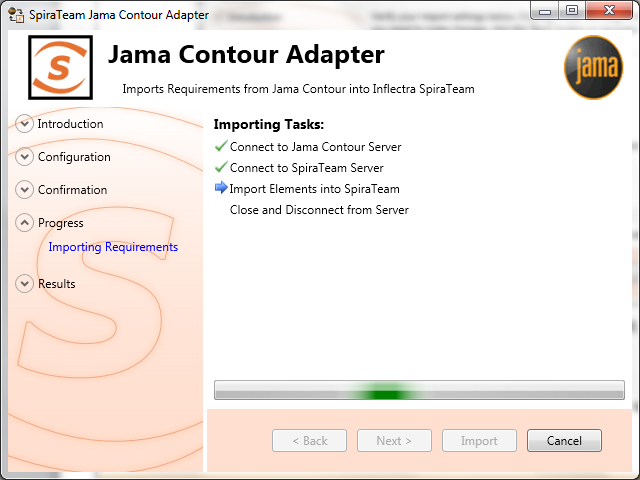 SpiraTeam Jama Contour Adapter
Jama Contour Adapter
Imports Requirements from Jama Contour into Inflectra SpiraTeam
jama
Introduction
Configuration
Confirmation
Progress
Importing Requirements
Results
Importing Tasks:
Connect to Jama Contour Server
Connect to SpiraTeam Server
Import Elements into SpiraTeam
Close and Disconnect from Server
< Back
Next >
Import
Cancel